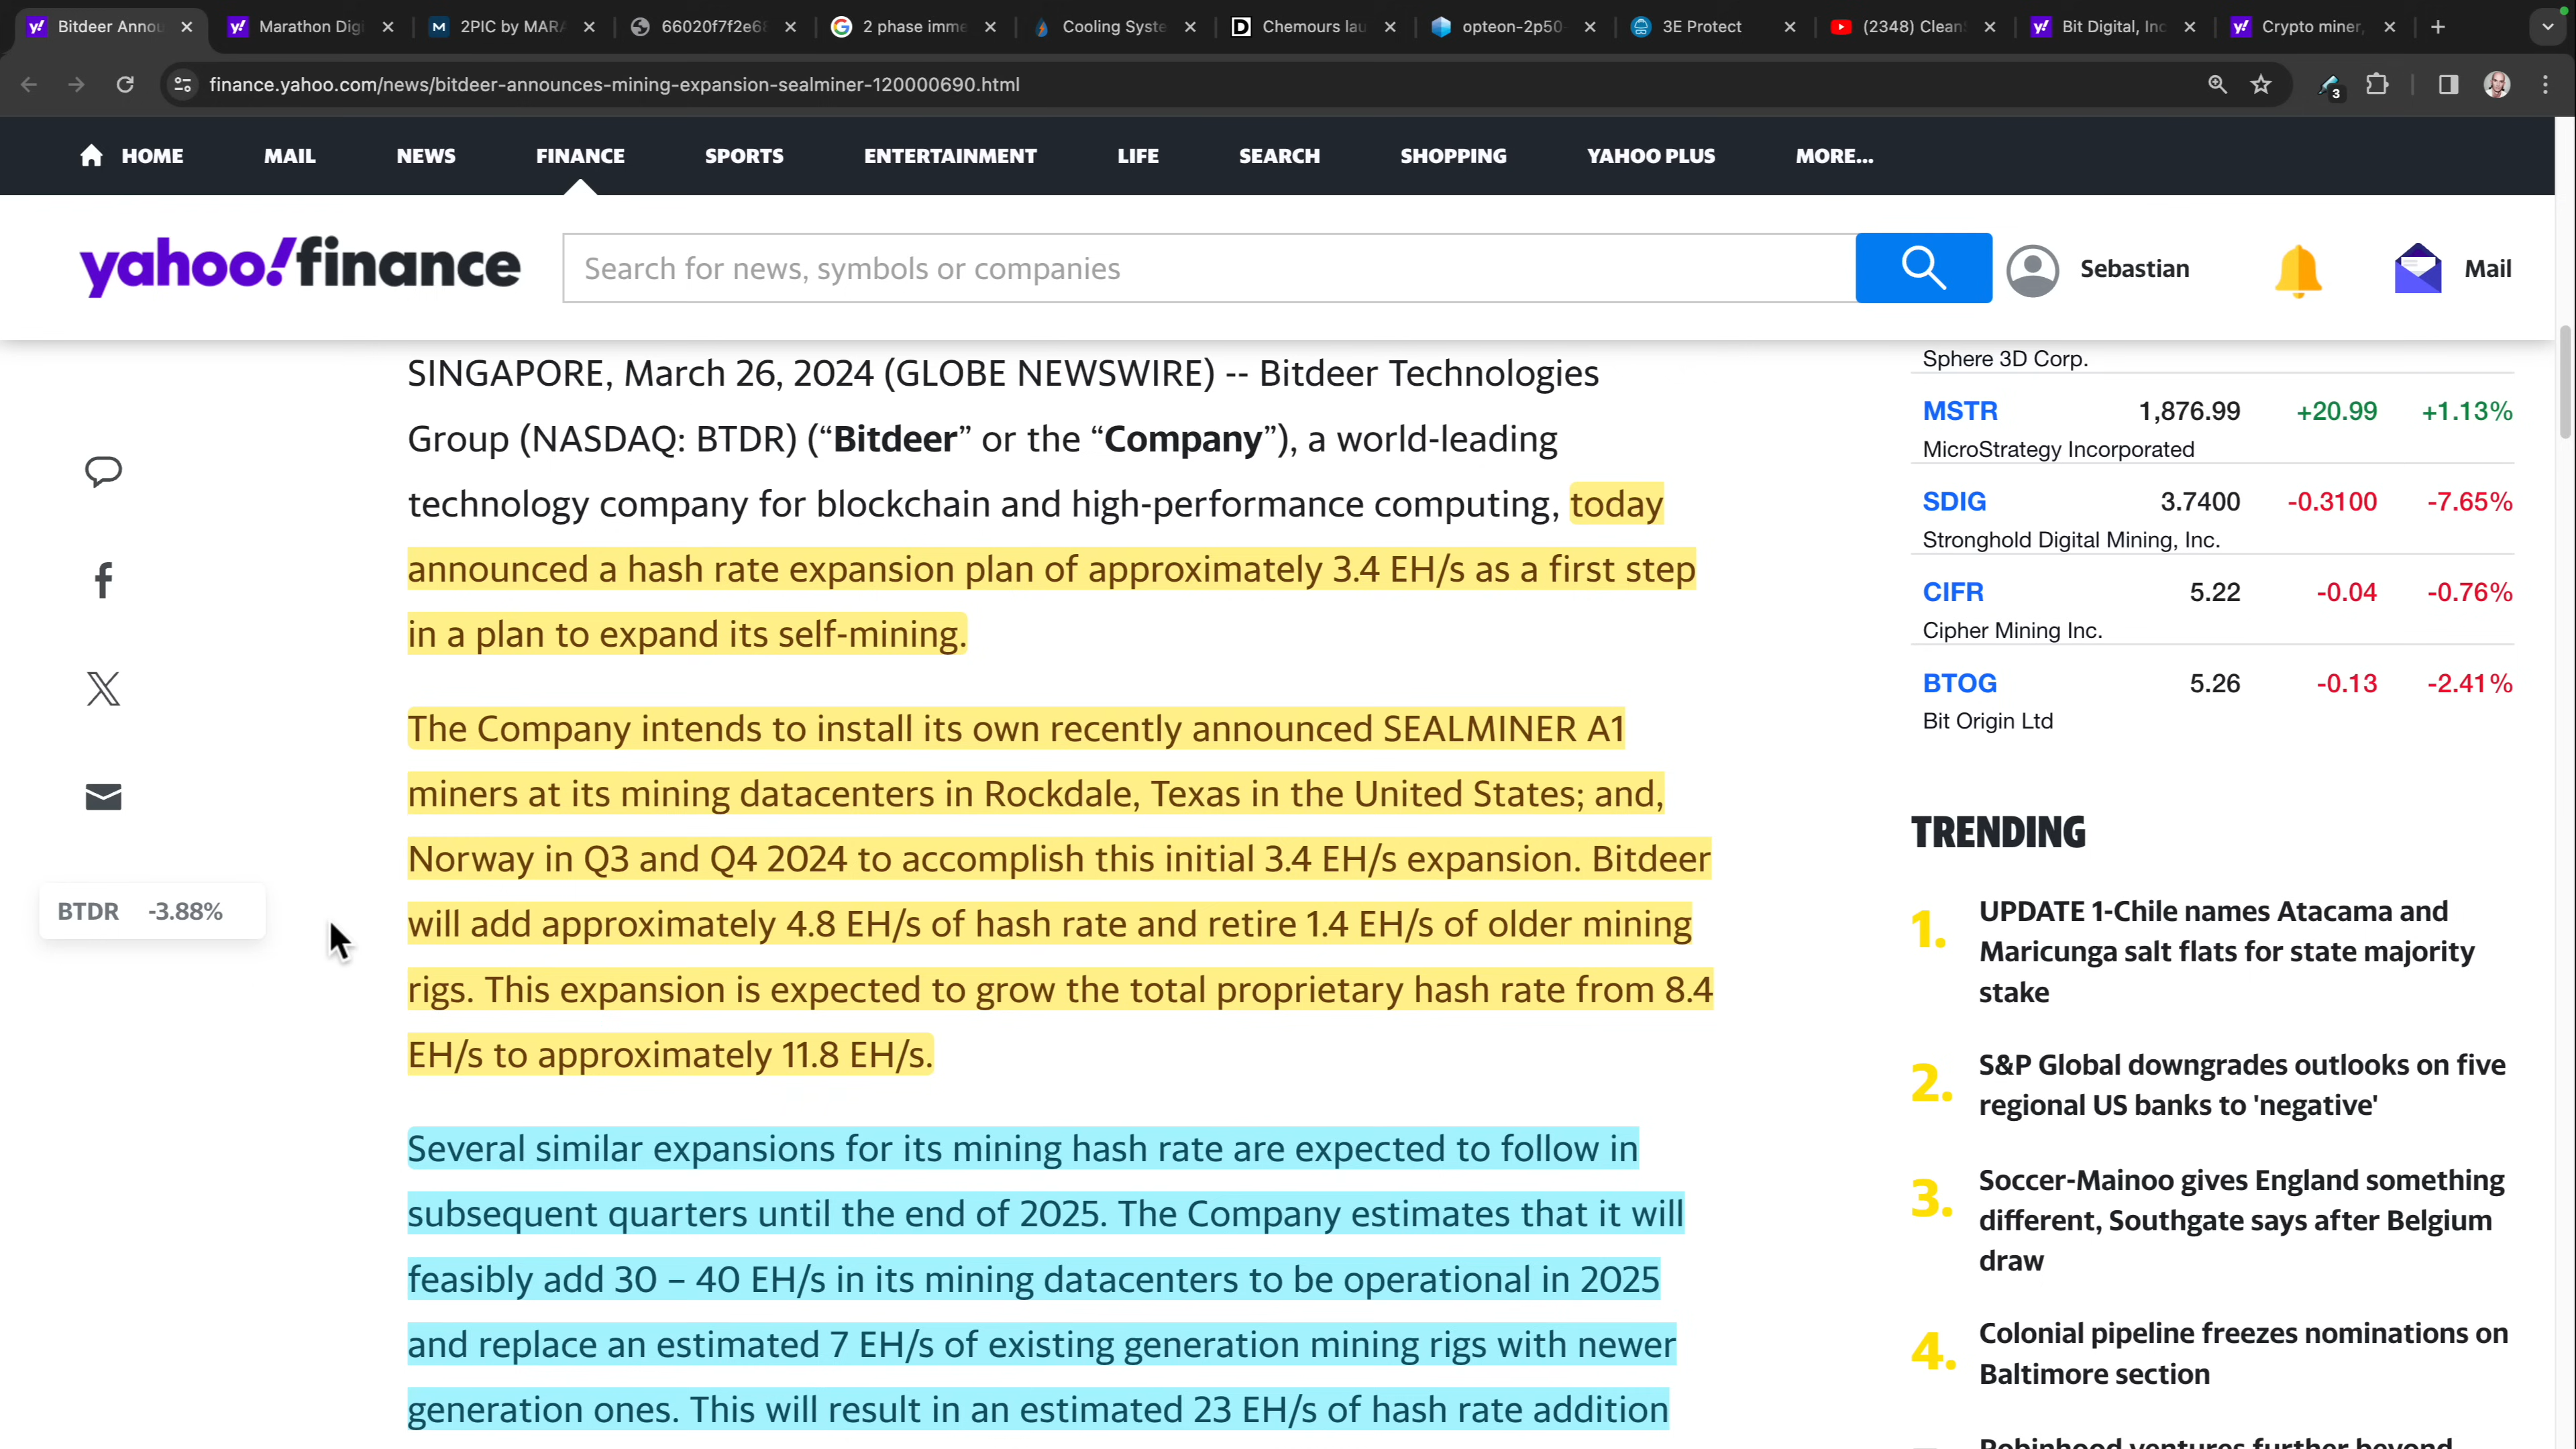 Bitdeer Annou
Marathon Digi
2PIC by MARA
66020f7f2e6
2 phase imme
Cooling Syste
Chemours lau
opteon-2p50
3E Protect
(2348) Clean
Bit Digital, Inc
Crypto miner,
finance.yahoo.com/news/bitdeer-announces-mining-expansion-sealminer-120000690.html
3
HOME
MAIL
NEWS
FINANCE
SPORTS
ENTERTAINMENT
LIFE
SEARCH
SHOPPING
YAHOO PLUS
MORE...
yahoo!finance
Search for news, symbols or companies
Sebastian
Mail
SINGAPORE, March 26, 2024 (GLOBE NEWSWIRE) -- Bitdeer Technologies
Group (NASDAQ: BTDR) (“Bitdeer” or the “Company”), a world-leading
technology company for blockchain and high-performance computing, today
announced a hash rate expansion plan of approximately 3.4 EH/s as a first step
in a plan to expand its self-mining.
The Company intends to install its own recently announced SEALMINER A1
miners at its mining datacenters in Rockdale, Texas in the United States; and,
Norway in Q3 and Q4 2024 to accomplish this initial 3.4 EH/s expansion. Bitdeer
will add approximately 4.8 EH/s of hash rate and retire 1.4 EH/s of older mining
rigs. This expansion is expected to grow the total proprietary hash rate from 8.4
EH/s to approximately 11.8 EH/s.
Several similar expansions for its mining hash rate are expected to follow in
subsequent quarters until the end of 2025. The Company estimates that it will
feasibly add 30 – 40 EH/s in its mining datacenters to be operational in 2025
and replace an estimated 7 EH/s of existing generation mining rigs with newer
generation ones. This will result in an estimated 23 EH/s of hash rate addition
BTDR -3.88%
Sphere 3D Corp.
MSTR 1,876.99 +20.99 +1.13%
MicroStrategy Incorporated
SDIG 3.7400 -0.3100 -7.65%
Stronghold Digital Mining, Inc.
CIFR 5.22 -0.04 -0.76%
Cipher Mining Inc.
BTOG 5.26 -0.13 -2.41%
Bit Origin Ltd
TRENDING
1. UPDATE 1-Chile names Atacama and
Maricunga salt flats for state majority
stake
2. S&P Global downgrades outlooks on five
regional US banks to 'negative'
3. Soccer-Mainoo gives England something
different, Southgate says after Belgium
draw
4. Colonial pipeline freezes nominations on
Baltimore section
Robinhood ventures further beyond